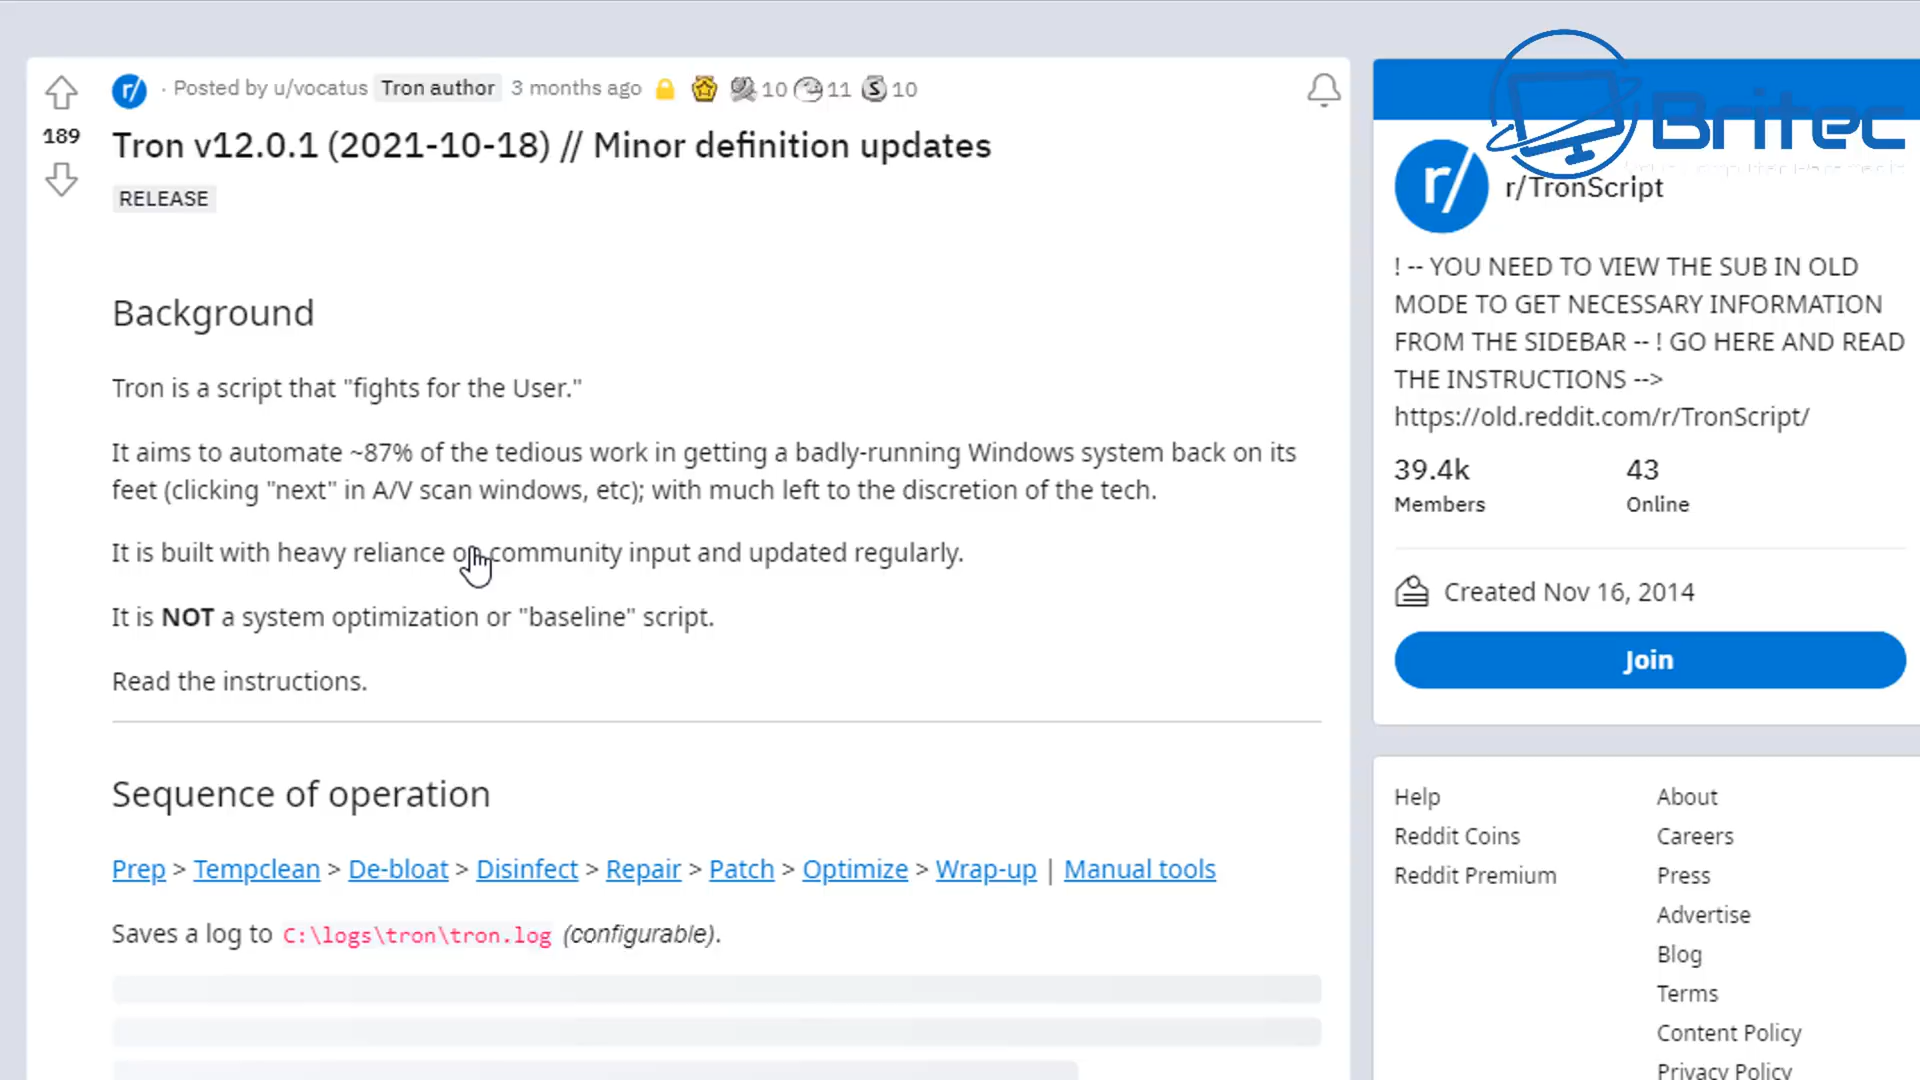 · Posted by u/vocatus Tron author 3 months ago 10 11 10
189
Tron v12.0.1 (2021-10-18) // Minor definition updates
RELEASE
Background
Tron is a script that "fights for the User."
It aims to automate ~87% of the tedious work in getting a badly-running Windows system back on its
feet (clicking "next" in A/V scan windows, etc); with much left to the discretion of the tech.
It is built with heavy reliance on community input and updated regularly.
It is NOT a system optimization or "baseline" script.
Read the instructions.
Sequence of operation
Prep > Tempclean > De-bloat > Disinfect > Repair > Patch > Optimize > Wrap-up | Manual tools
Saves a log to C:\logs\tron\tron.log (configurable).
Britec
r/
r/TronScript
! -- YOU NEED TO VIEW THE SUB IN OLD
MODE TO GET NECESSARY INFORMATION
FROM THE SIDEBAR -- ! GO HERE AND READ
THE INSTRUCTIONS -->
https://old.reddit.com/r/TronScript/
39.4k 43
Members Online
Created Nov 16, 2014
Join
Help About
Reddit Coins Careers
Reddit Premium Press
Advertise
Blog
Terms
Content Policy
Privacy Policy